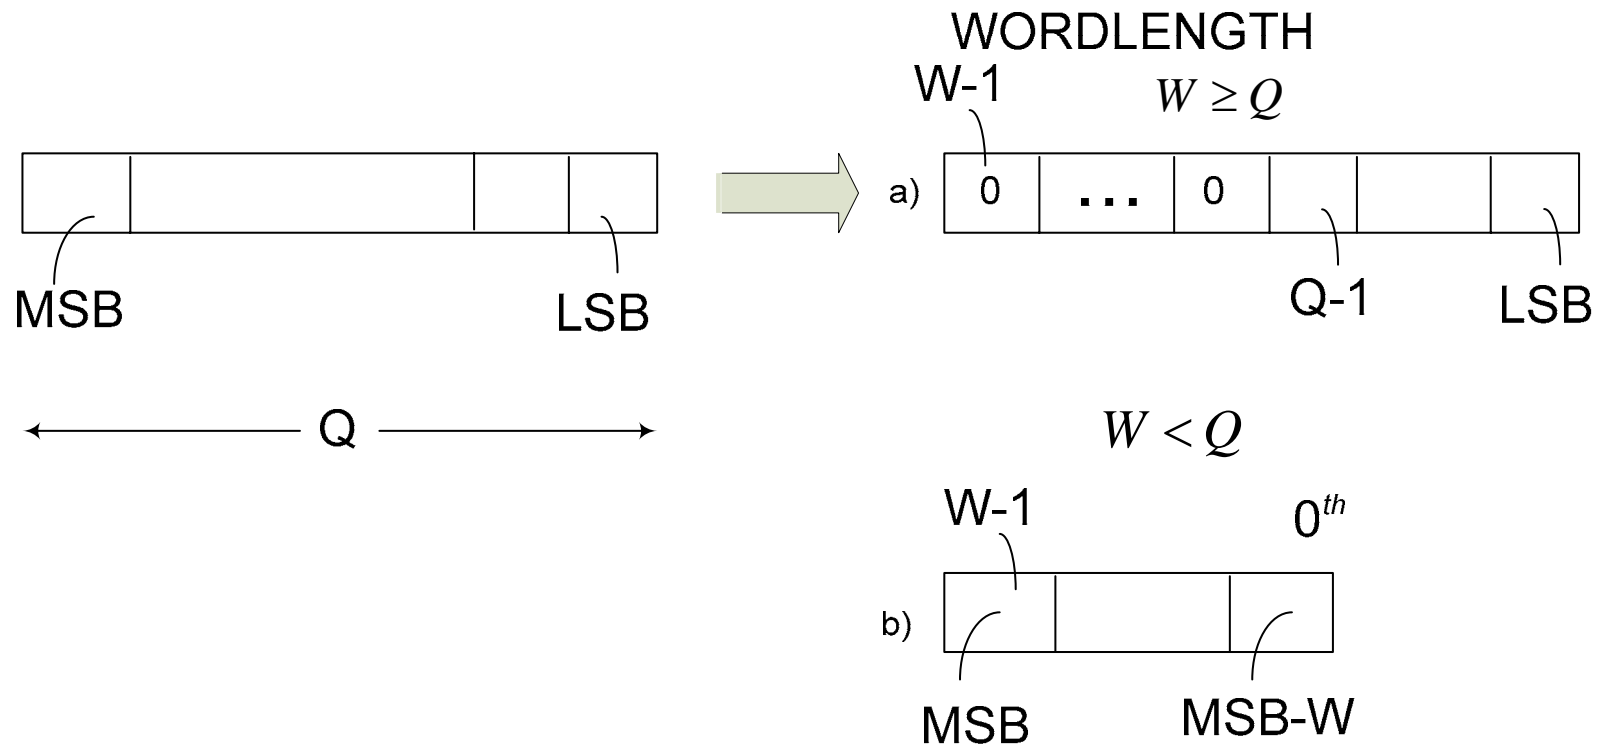 WORDLENGTH
W-1
W ≥ Q
a) 0 ... 0
MSB
LSB
Q-1
LSB
Q
W < Q
W-1
0th
b)
MSB
MSB-W